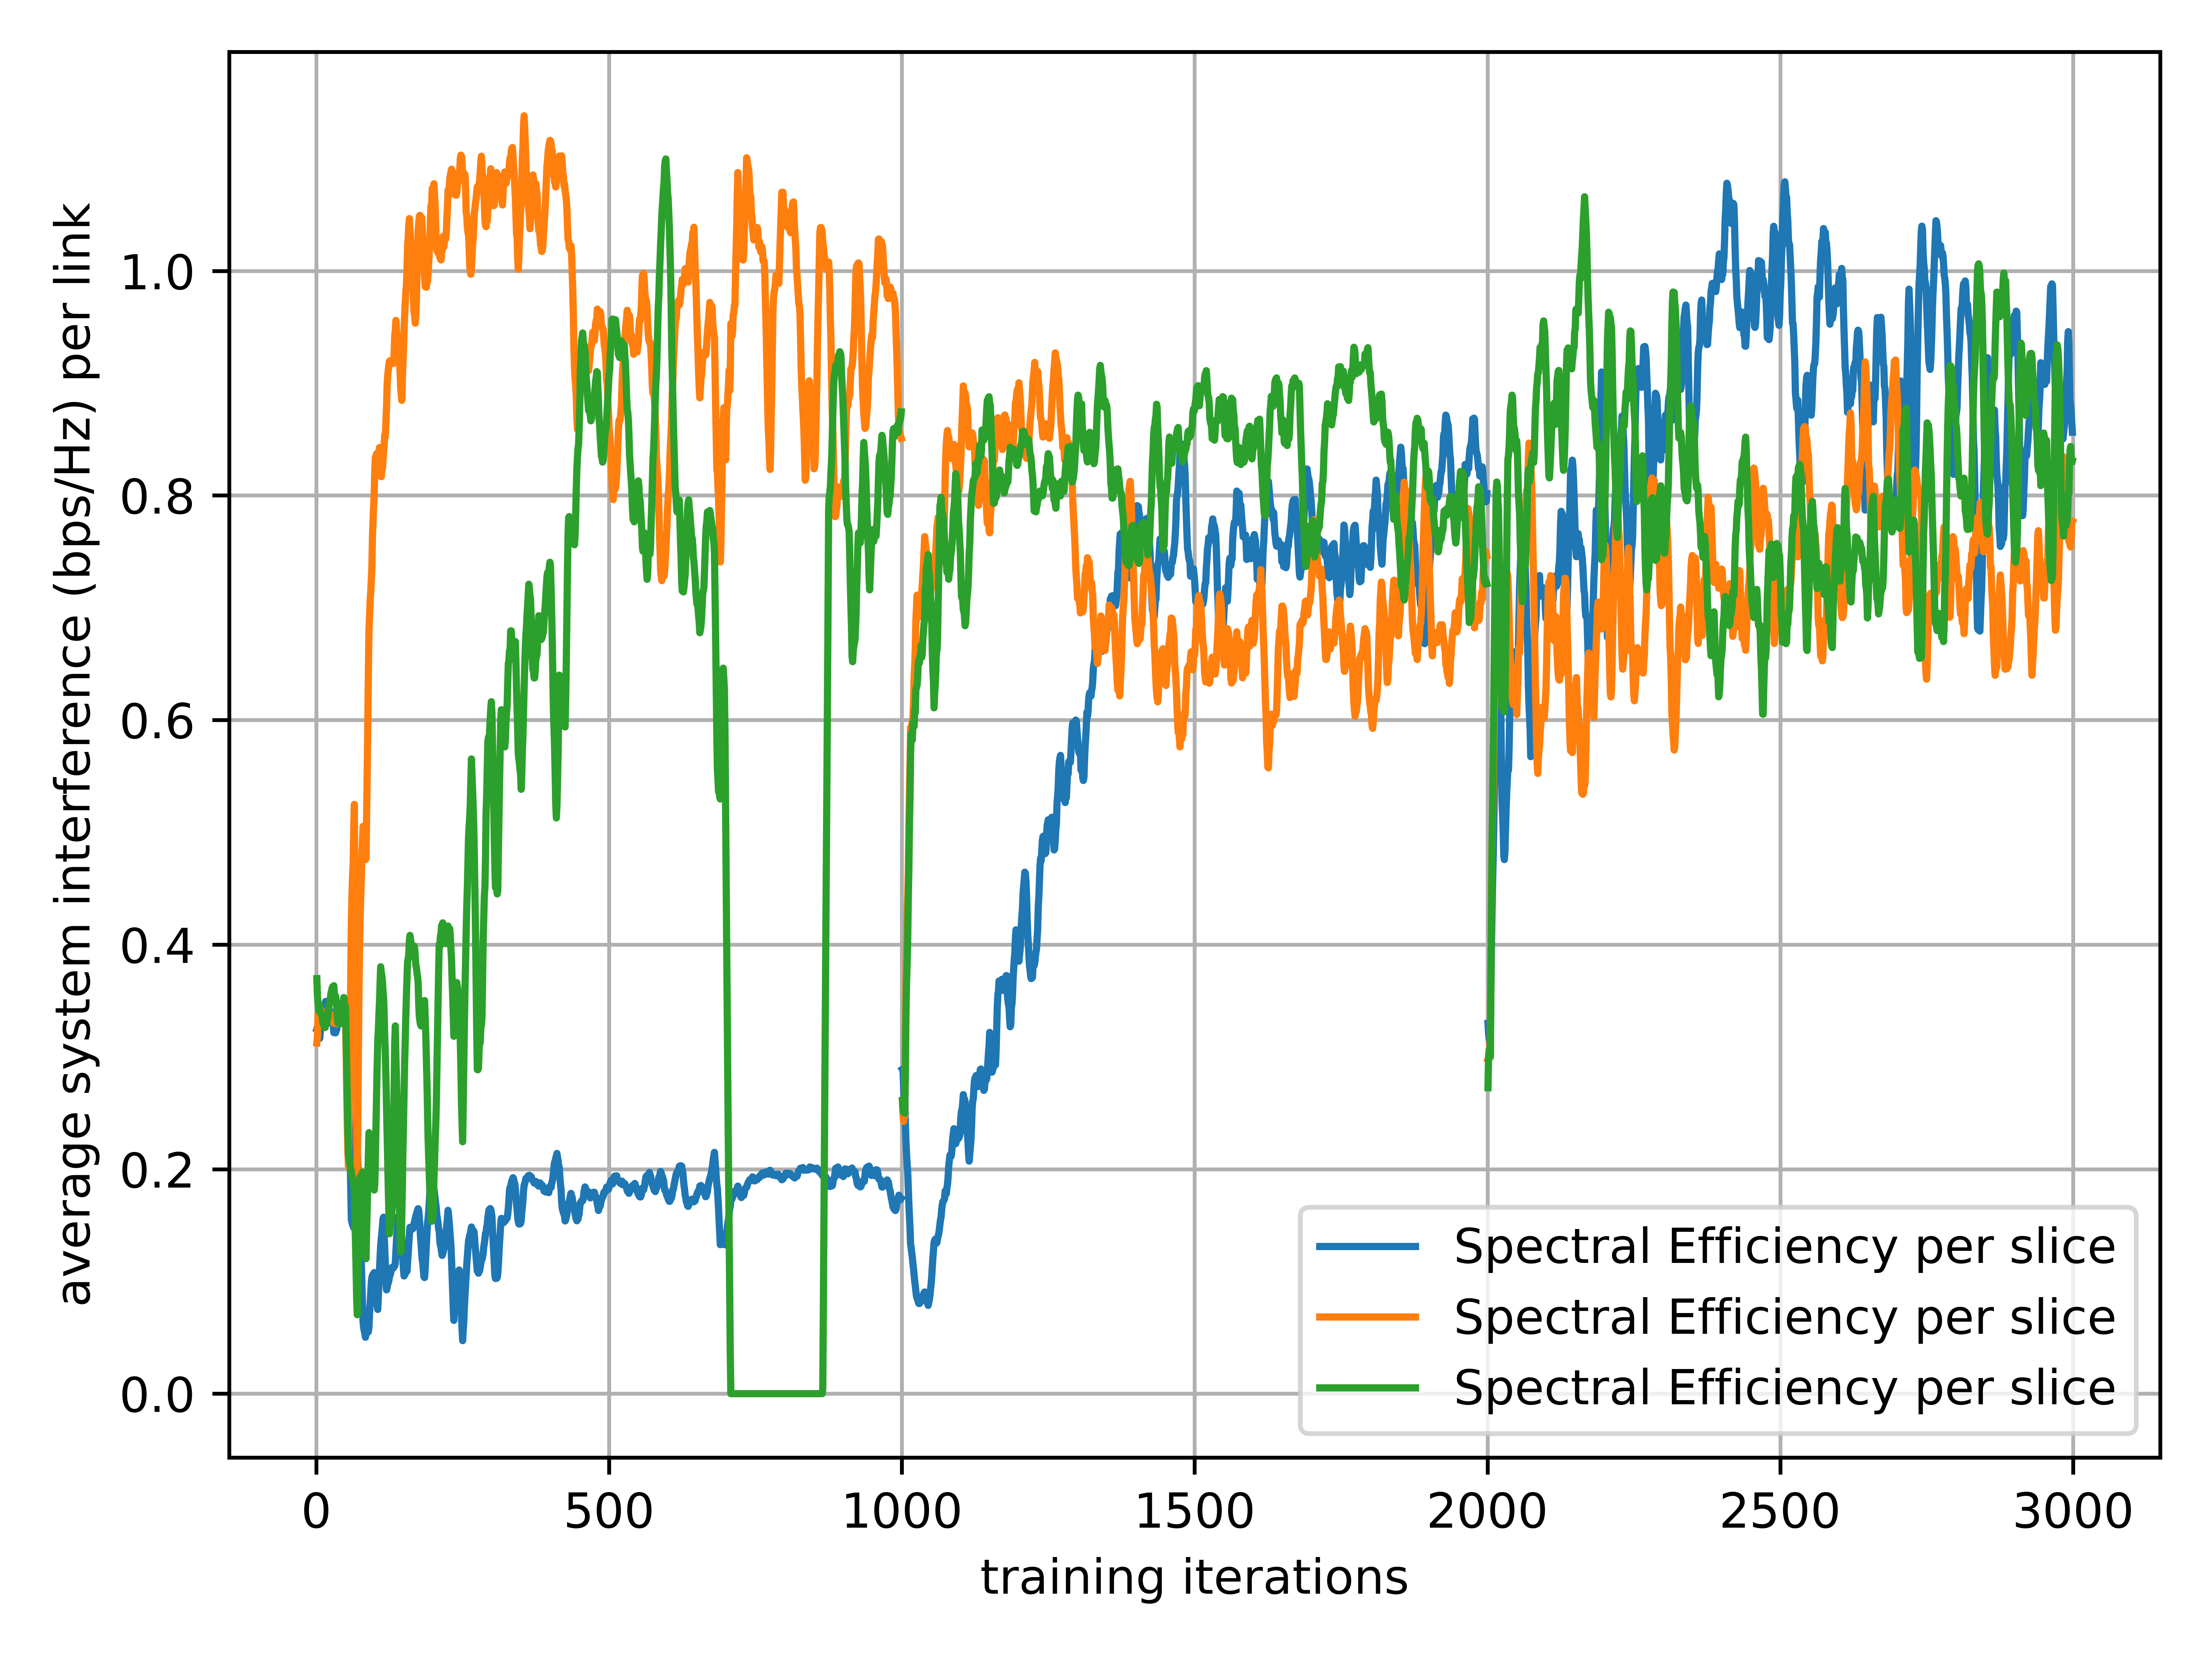 average system interference (bps/Hz) per link
1.0
0.8
0.6
0.4
0.2
0.0
Spectral Efficiency per slice
Spectral Efficiency per slice
Spectral Efficiency per slice
0 500 1000 1500 2000 2500 3000
training iterations